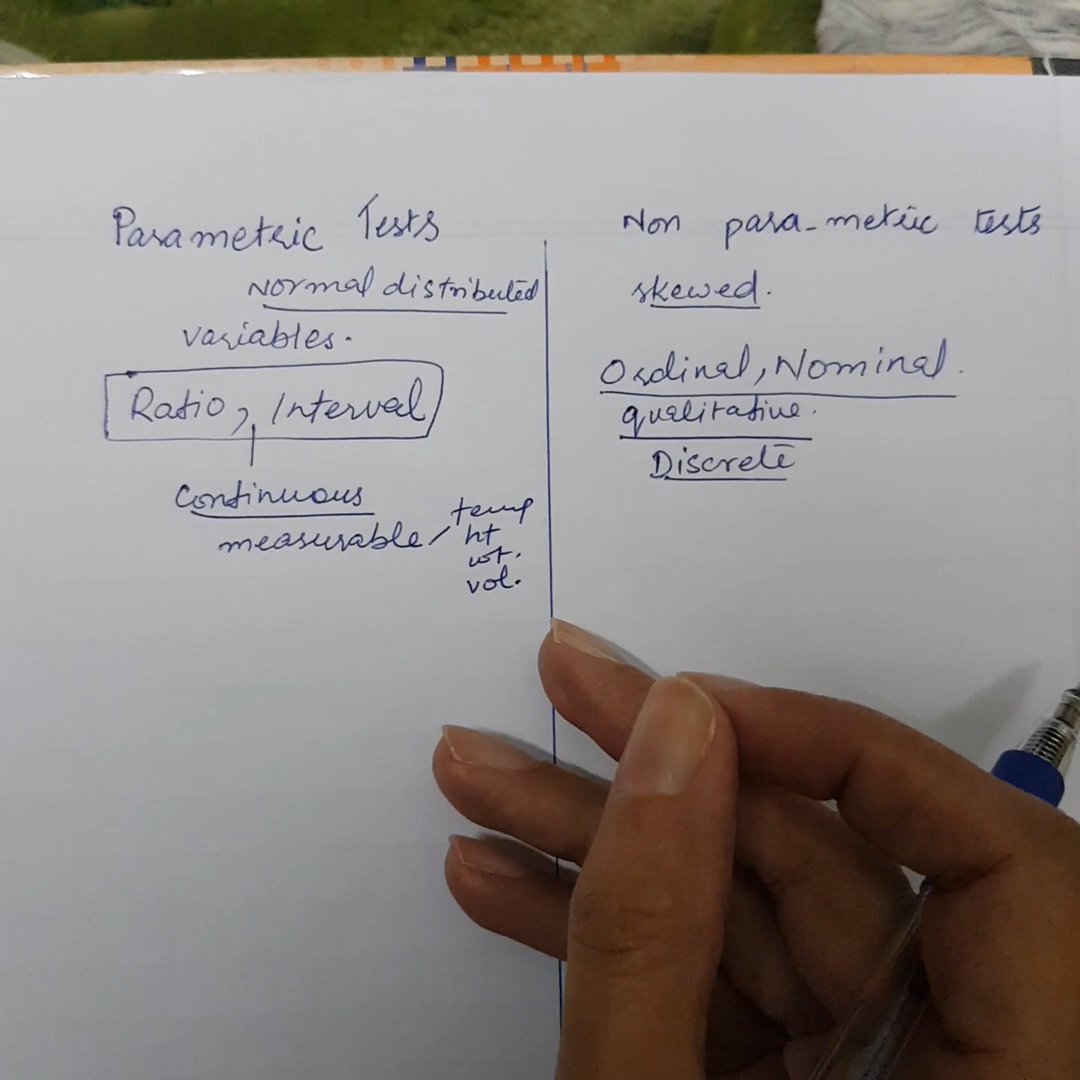 Parametric Tests
Normal distributed
variables.
Ratio, Interval
Continuous
measurable
temp
ht
wt.
vol.
Non para-metric tests
skewed.
Ordinal, Nominal.
qualitative.
Discrete